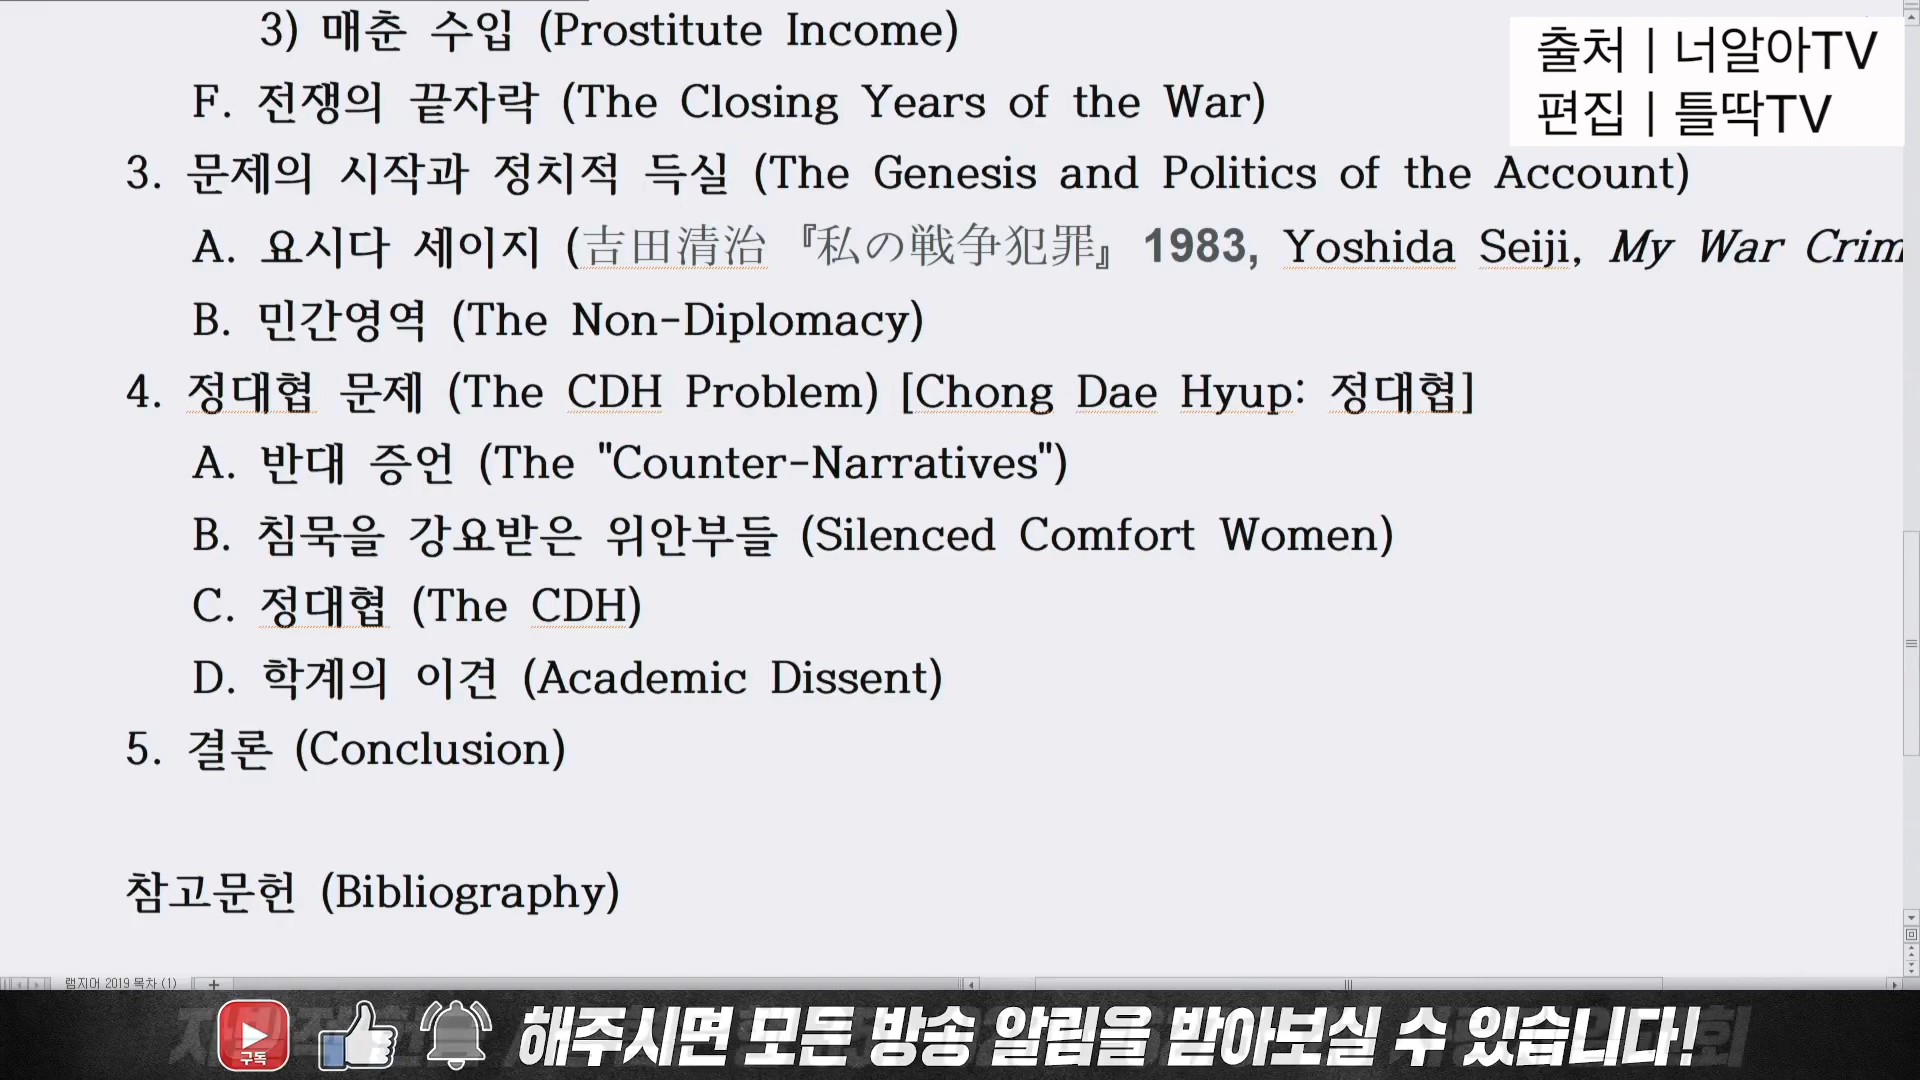 3) 매춘 수입 (Prostitute Income)
출처 | 너알아TV
편집 | 틀딱TV
F. 전쟁의 끝자락 (The Closing Years of the War)
3. 문제의 시작과 정치적 득실 (The Genesis and Politics of the Account)
A. 요시다 세이지 (吉田清治 『私の戦争犯罪』 1983, Yoshida Seiji, My War Crim
B. 민간영역 (The Non-Diplomacy)
4. 정대협 문제 (The CDH Problem) [Chong Dae Hyup: 정대협]
A. 반대 증언 (The "Counter-Narratives")
B. 침묵을 강요받은 위안부들 (Silenced Comfort Women)
C. 정대협 (The CDH)
D. 학계의 이견 (Academic Dissent)
5. 결론 (Conclusion)
참고문헌 (Bibliography)
램지어 2019 목차 (1)
구독
해주시면 모든 방송 알림을 받아보실 수 있습니다!